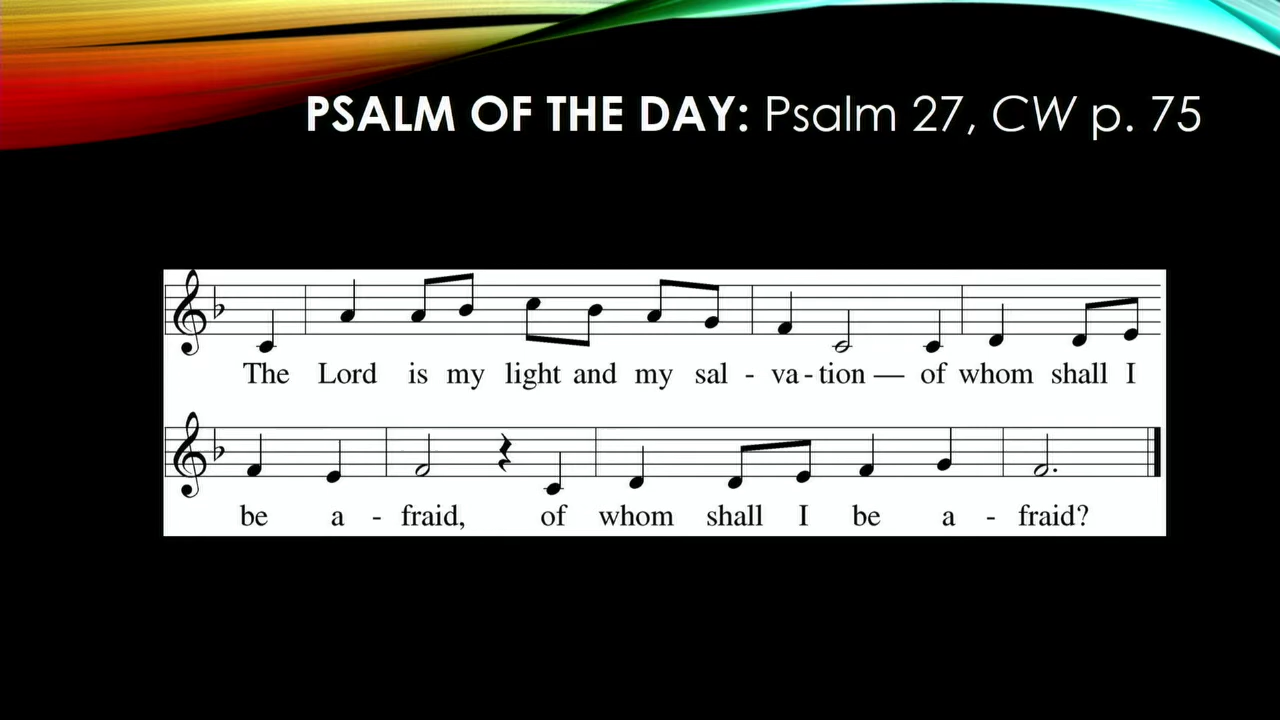 PSALM OF THE DAY: Psalm 27, CW p. 75
The Lord is my light and my sal - va - tion — of whom shall I
be a - fraid, of whom shall I be a - fraid?